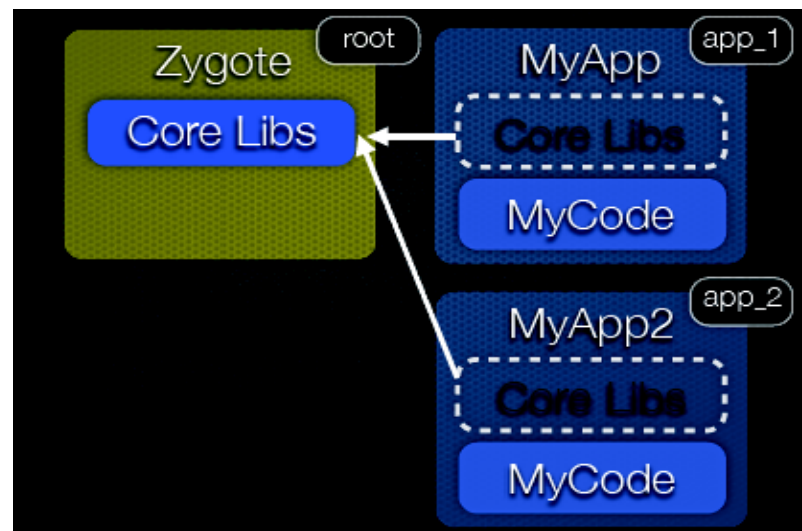 Zygote
root
Core Libs
MyApp
app_1
Core Libs
MyCode
MyApp2
app_2
Core Libs
MyCode